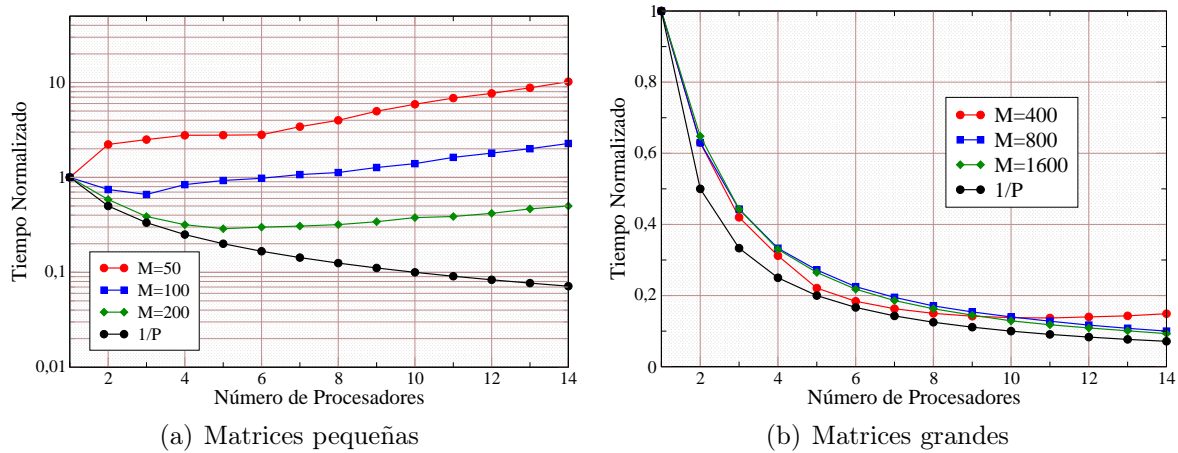 10
1
0,1
0,01
Tiempo Normalizado
M=50
M=100
M=200
1/P
2 4 6 8 10 12 14
Número de Procesadores
(a) Matrices pequeñas
1
0,8
0,6
0,4
0,2
0
Tiempo Normalizado
M=400
M=800
M=1600
1/P
2 4 6 8 10 12 14
Número de Procesadores
(b) Matrices grandes